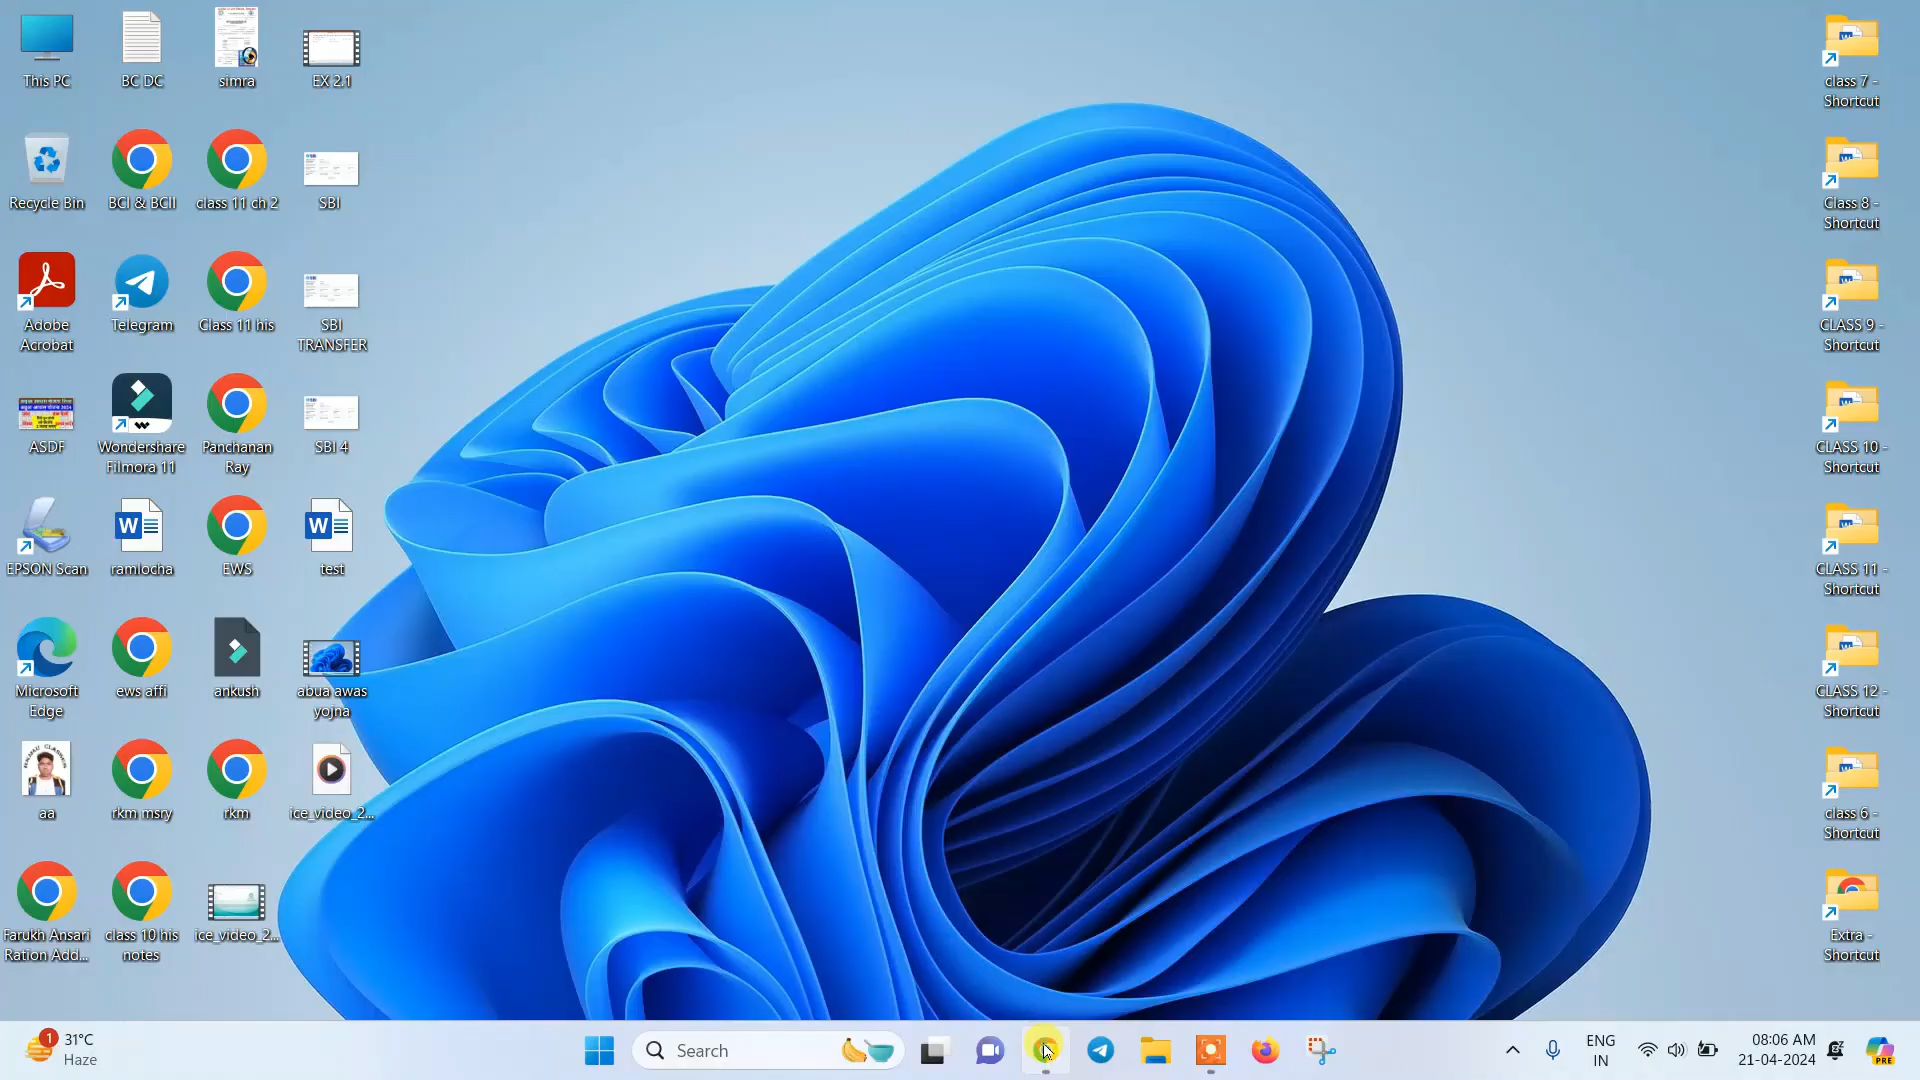 This PC
BC DC
simra
EX 2.1
Recycle Bin
BCI & BCII
class 11 ch 2
SBI
Adobe
Acrobat
Telegram
Class 11 his
SBI
TRANSFER
ASDF
Wondershare
Filmora 11
Panchanan
Ray
SBI 4
EPSON Scan
ramlocha
EWS
test
Microsoft
Edge
ews affi
ankush
abua awas
yojna
aa
rkm msry
rkm
ice_video_2...
Farukh Ansari
Ration Add...
class 10 his
notes
ice_video_2...
class 7 -
Shortcut
Class 8 -
Shortcut
CLASS 9 -
Shortcut
CLASS 10 -
Shortcut
CLASS 11 -
Shortcut
CLASS 12 -
Shortcut
class 6 -
Shortcut
Extra -
Shortcut
1
31°C
Haze
Search
ENG
IN
08:06 AM
21-04-2024
PRE